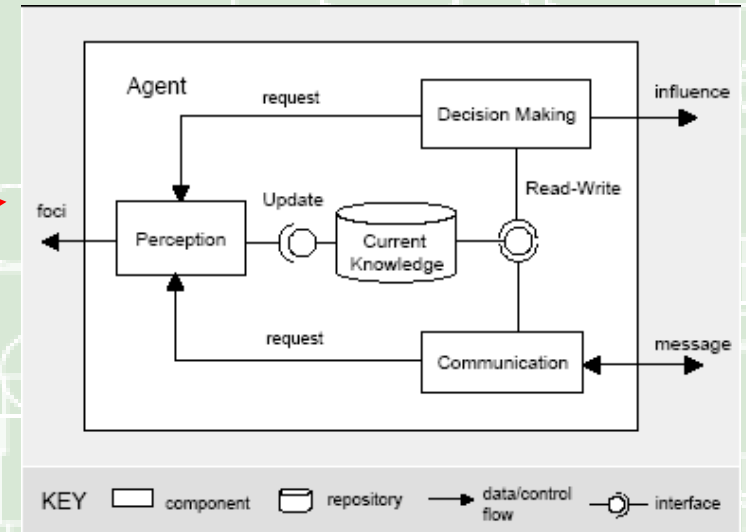 Agent
request
Decision Making
influence
Read-Write
foci
Update
Perception
Current
Knowledge
request
Communication
message
KEY
component
repository
data/control
flow
interface